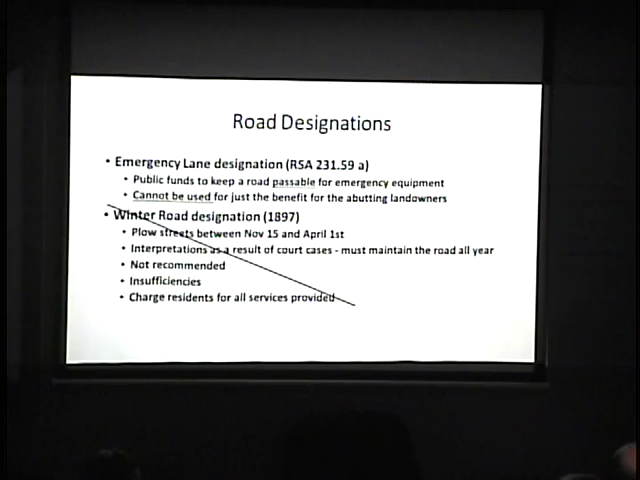 Road Designations
• Emergency Lane designation (RSA 231.59 a)
• Public funds to keep a road passable for emergency equipment
• Cannot be used for just the benefit for the abutting landowners
• Winter Road designation (1897)
• Plow streets between Nov 15 and April 1st
• Interpretations as a result of court cases - must maintain the road all year
• Not recommended
• Insufficiencies
• Charge residents for all services provided